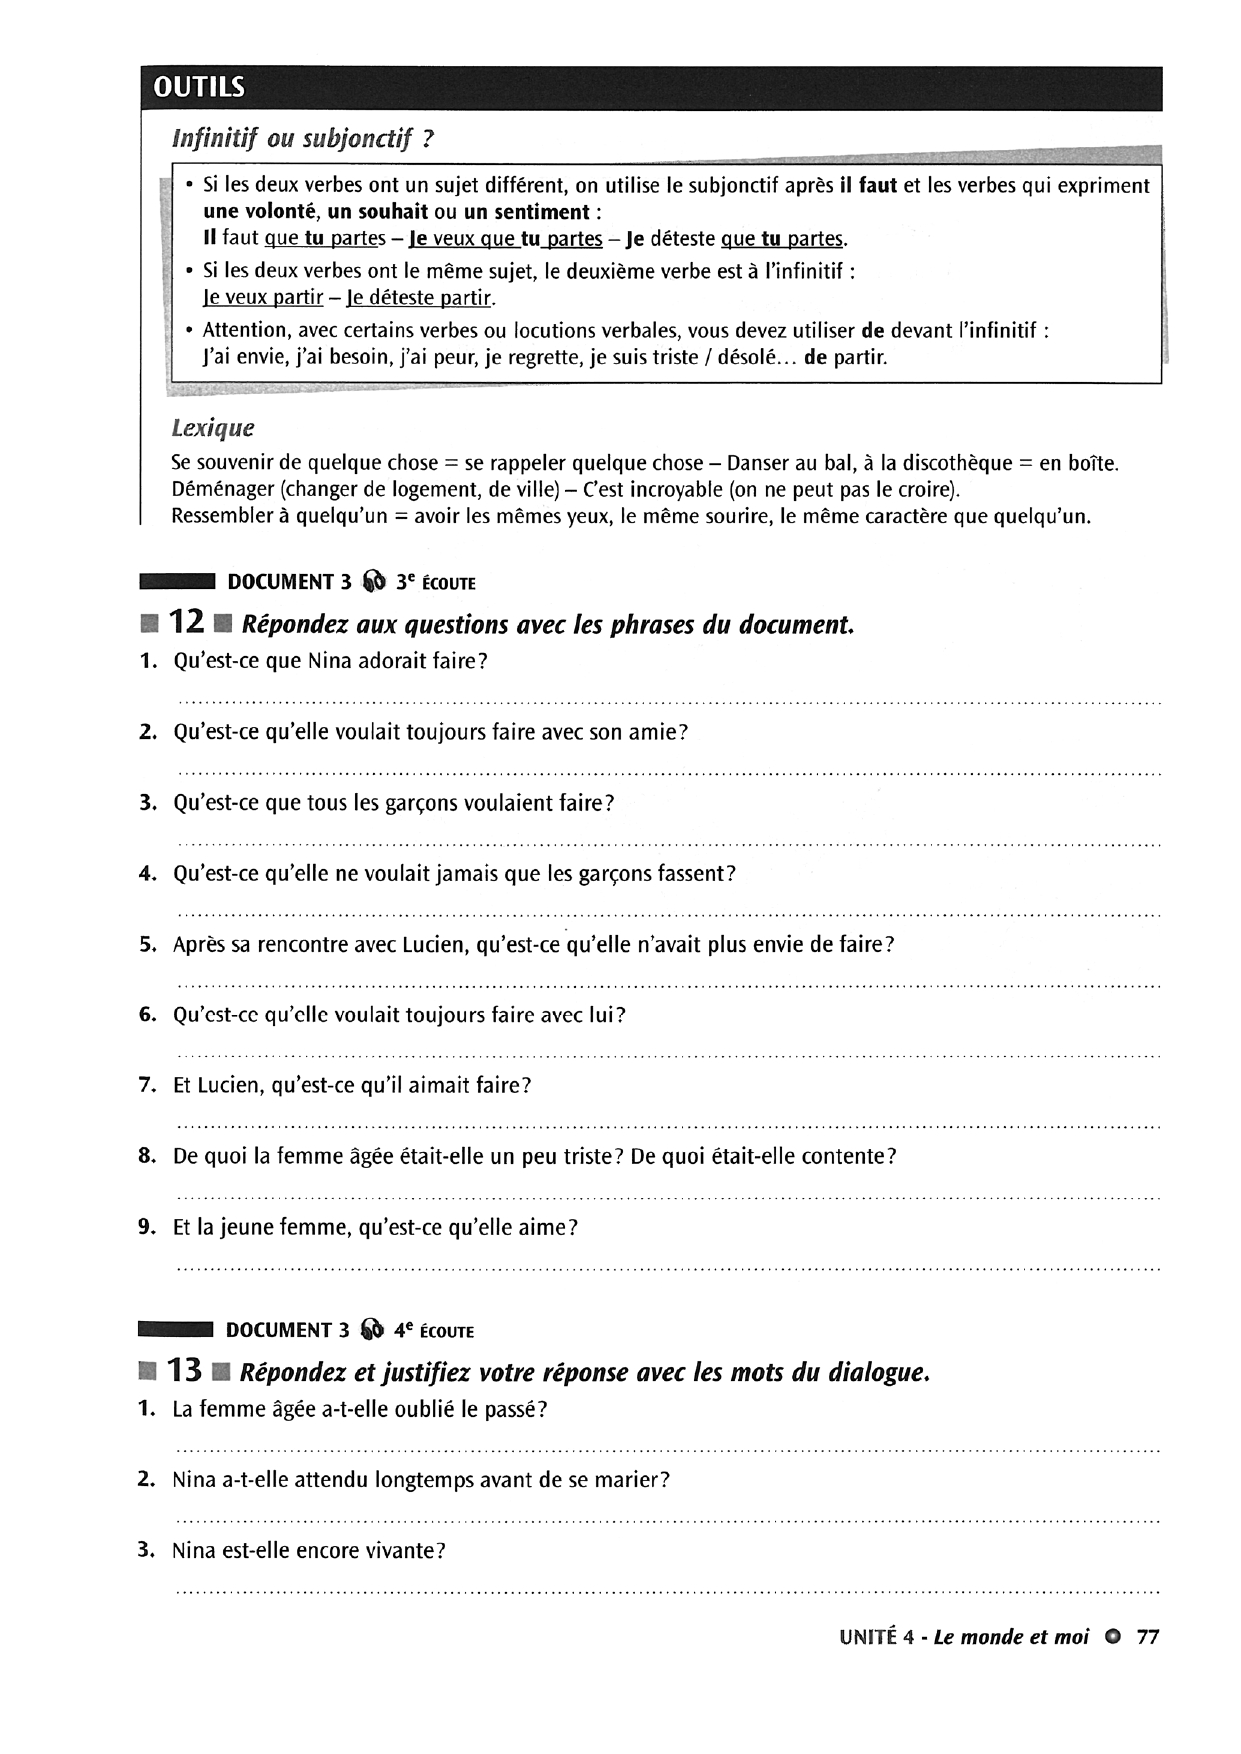 OUTILS
Infinitif ou subjonctif ?
• Si les deux verbes ont un sujet différent, on utilise le subjonctif après il faut et les verbes qui expriment
une volonté, un souhait ou un sentiment :
Il faut que tu partes – Je veux que tu partes – Je déteste que tu partes.
• Si les deux verbes ont le même sujet, le deuxième verbe est à l'infinitif :
Je veux partir – Je déteste partir.
• Attention, avec certains verbes ou locutions verbales, vous devez utiliser de devant l'infinitif :
J'ai envie, j'ai besoin, j'ai peur, je regrette, je suis triste / désolé... de partir.
Lexique
Se souvenir de quelque chose = se rappeler quelque chose – Danser au bal, à la discothèque = en boîte.
Déménager (changer de logement, de ville) – C'est incroyable (on ne peut pas le croire).
Ressembler à quelqu'un = avoir les mêmes yeux, le même sourire, le même caractère que quelqu'un.
DOCUMENT 3 3e ÉCOUTE
12 Répondez aux questions avec les phrases du document.
1. Qu'est-ce que Nina adorait faire?
2. Qu'est-ce qu'elle voulait toujours faire avec son amie?
3. Qu'est-ce que tous les garçons voulaient faire?
4. Qu'est-ce qu'elle ne voulait jamais que les garçons fassent?
5. Après sa rencontre avec Lucien, qu'est-ce qu'elle n'avait plus envie de faire?
6. Qu'est-ce qu'elle voulait toujours faire avec lui?
7. Et Lucien, qu'est-ce qu'il aimait faire?
8. De quoi la femme âgée était-elle un peu triste? De quoi était-elle contente?
9. Et la jeune femme, qu'est-ce qu'elle aime?
DOCUMENT 3 4e ÉCOUTE
13 Répondez et justifiez votre réponse avec les mots du dialogue.
1. La femme âgée a-t-elle oublié le passé?
2. Nina a-t-elle attendu longtemps avant de se marier?
3. Nina est-elle encore vivante?
UNITÉ 4 - Le monde et moi 77